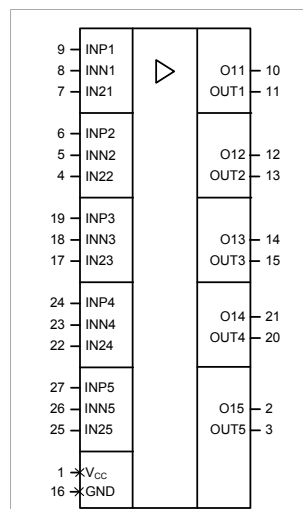 9 INP1
8 INN1
7 IN21
O11 10
OUT1 11
6 INP2
5 INN2
4 IN22
O12 12
OUT2 13
19 INP3
18 INN3
17 IN23
O13 14
OUT3 15
24 INP4
23 INN4
22 IN24
O14 21
OUT4 20
27 INP5
26 INN5
25 IN25
O15 2
OUT5 3
1 VCC
16 GND